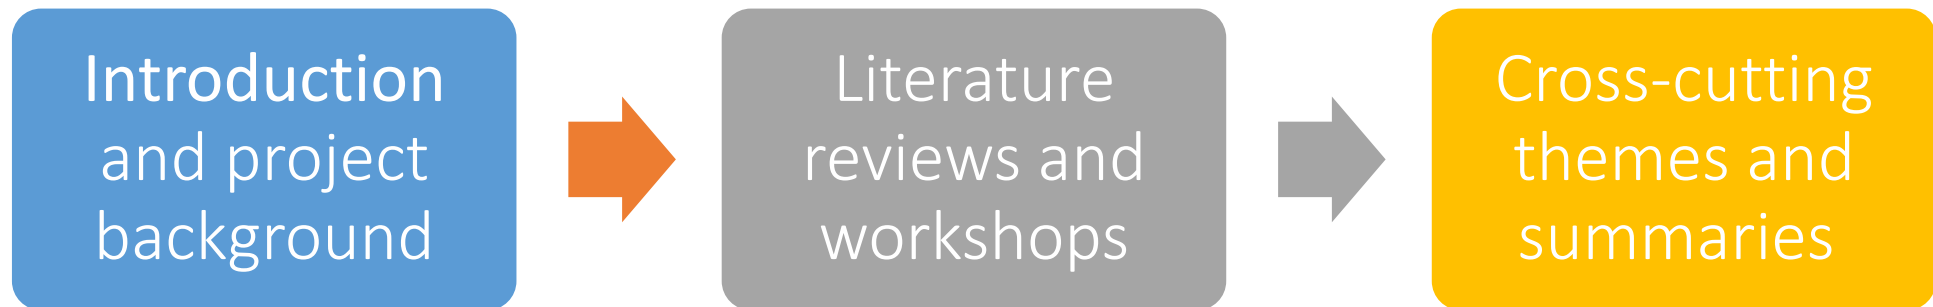 Introduction
and project
background
Literature
reviews and
workshops
Cross-cutting
themes and
summaries